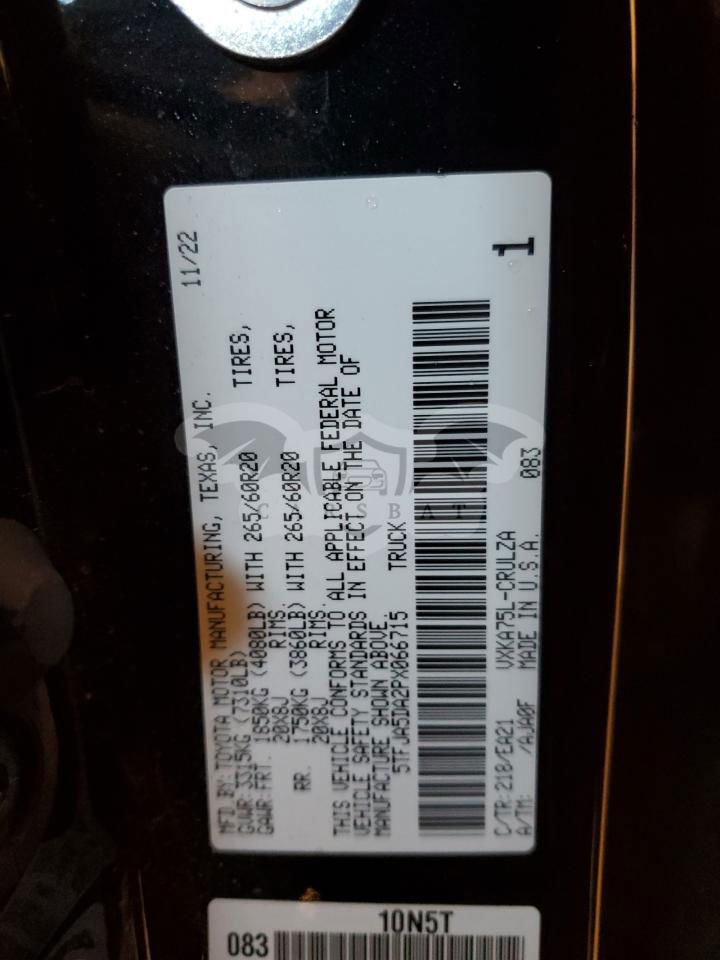 MFD. BY: TOYOTA MOTOR MANUFACTURING, TEXAS, INC. 11/22
GVWR: 3315KG (7310LB)
GAWR: FRT. 1850KG (4080LB) WITH 265/60R20 TIRES,
20X8J RIMS.
RR. 1750KG (3860LB) WITH 265/60R20 TIRES,
20X8J RIMS.
THIS VEHICLE CONFORMS TO ALL APPLICABLE FEDERAL MOTOR
VEHICLE SAFETY STANDARDS IN EFFECT ON THE DATE OF
MANUFACTURE SHOWN ABOVE.
5TFJA5DA2PX066715 TRUCK
1
C/TR: 218/EA21 VXKA75L-CRULZA 083
A/TM: /AJA0F MADE IN U.S.A.
CARSBAT
10N5T
083